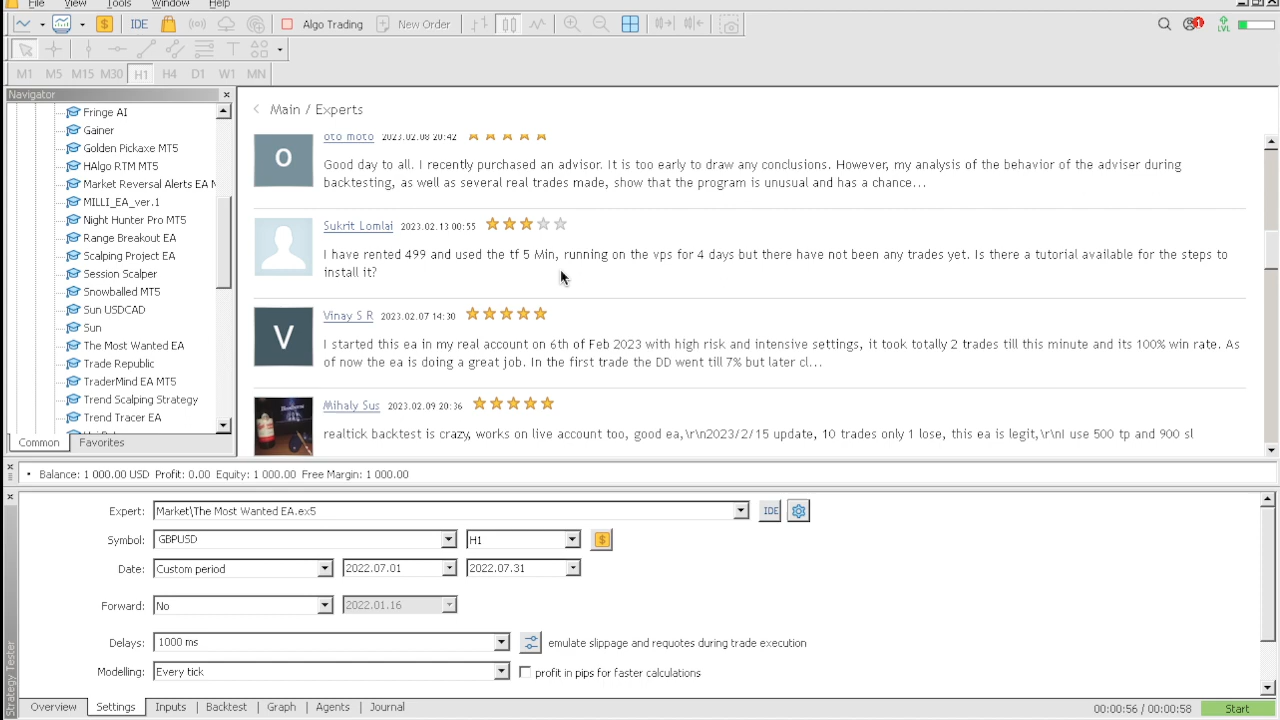 File View Tools Window Help
IDE Algo Trading New Order 1 LVL
T
M1 M5 M15 M30 H1 H4 D1 W1 MN
Navigator
Fringe AI
Gainer
Golden Pickaxe MT5
HAlgo RTM MT5
Market Reversal Alerts EA
MILLI_EA_ver.1
Night Hunter Pro MT5
Range Breakout EA
Scalping Project EA
Session Scalper
Snowballed MT5
Sun USDCAD
Sun
The Most Wanted EA
Trade Republic
TraderMind EA MT5
Trend Scalping Strategy
Trend Tracer EA
Common Favorites
Main / Experts
O
oto moto 2023.02.08 20:42
Good day to all. I recently purchased an advisor. It is too early to draw any conclusions. However, my analysis of the behavior of the adviser during
backtesting, as well as several real trades made, show that the program is unusual and has a chance...
Sukrit Lomlai 2023.02.13 00:55
I have rented 499 and used the tf 5 Min, running on the vps for 4 days but there have not been any trades yet. Is there a tutorial available for the steps to
install it?
V
Vinay S R 2023.02.07 14:30
I started this ea in my real account on 6th of Feb 2023 with high risk and intensive settings, it took totally 2 trades till this minute and its 100% win rate. As
of now the ea is doing a great job. In the first trade the DD went till 7% but later cl...
Mihaly Sus 2023.02.09 20:36
realtick backtest is crazy, works on live account too, good ea,\r\n2023/2/15 update, 10 trades only 1 lose, this ea is legit,\r\nI use 500 tp and 900 sl
• Balance: 1 000.00 USD Profit: 0.00 Equity: 1 000.00 Free Margin: 1 000.00
Expert: Market\The Most Wanted EA.ex5 IDE
Symbol: GBPUSD H1 $
Date: Custom period 2022.07.01 2022.07.31
Forward: No 2022.01.16
Delays: 1000 ms emulate slippage and requotes during trade execution
Modelling: Every tick profit in pips for faster calculations
Strategy Tester
Overview Settings Inputs Backtest Graph Agents Journal 00:00:56 / 00:00:58 Start